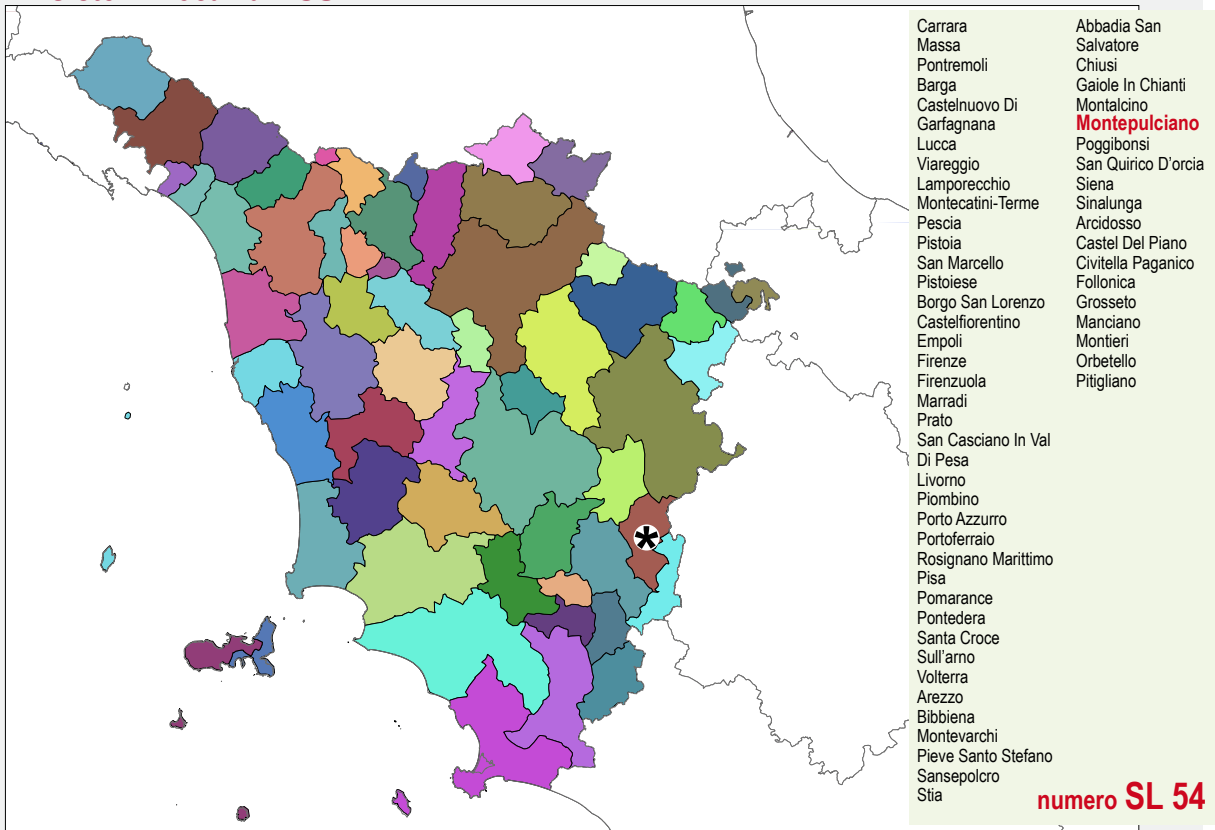 Carrara
Massa
Pontremoli
Barga
Castelnuovo Di
Garfagnana
Lucca
Viareggio
Lamporecchio
Montecatini-Terme
Pescia
Pistoia
San Marcello
Pistoiese
Borgo San Lorenzo
Castelfiorentino
Empoli
Firenze
Firenzuola
Marradi
Prato
San Casciano In Val
Di Pesa
Livorno
Piombino
Porto Azzurro
Portoferraio
Rosignano Marittimo
Pisa
Pomarance
Pontedera
Santa Croce
Sull'arno
Volterra
Arezzo
Bibbiena
Montevarchi
Pieve Santo Stefano
Sansepolcro
Stia
Abbadia San
Salvatore
Chiusi
Gaiole In Chianti
Montalcino
Montepulciano
Poggibonsi
San Quirico D'orcia
Siena
Sinalunga
Arcidosso
Castel Del Piano
Civitella Paganico
Follonica
Grosseto
Manciano
Montieri
Orbetello
Pitigliano
numero SL 54